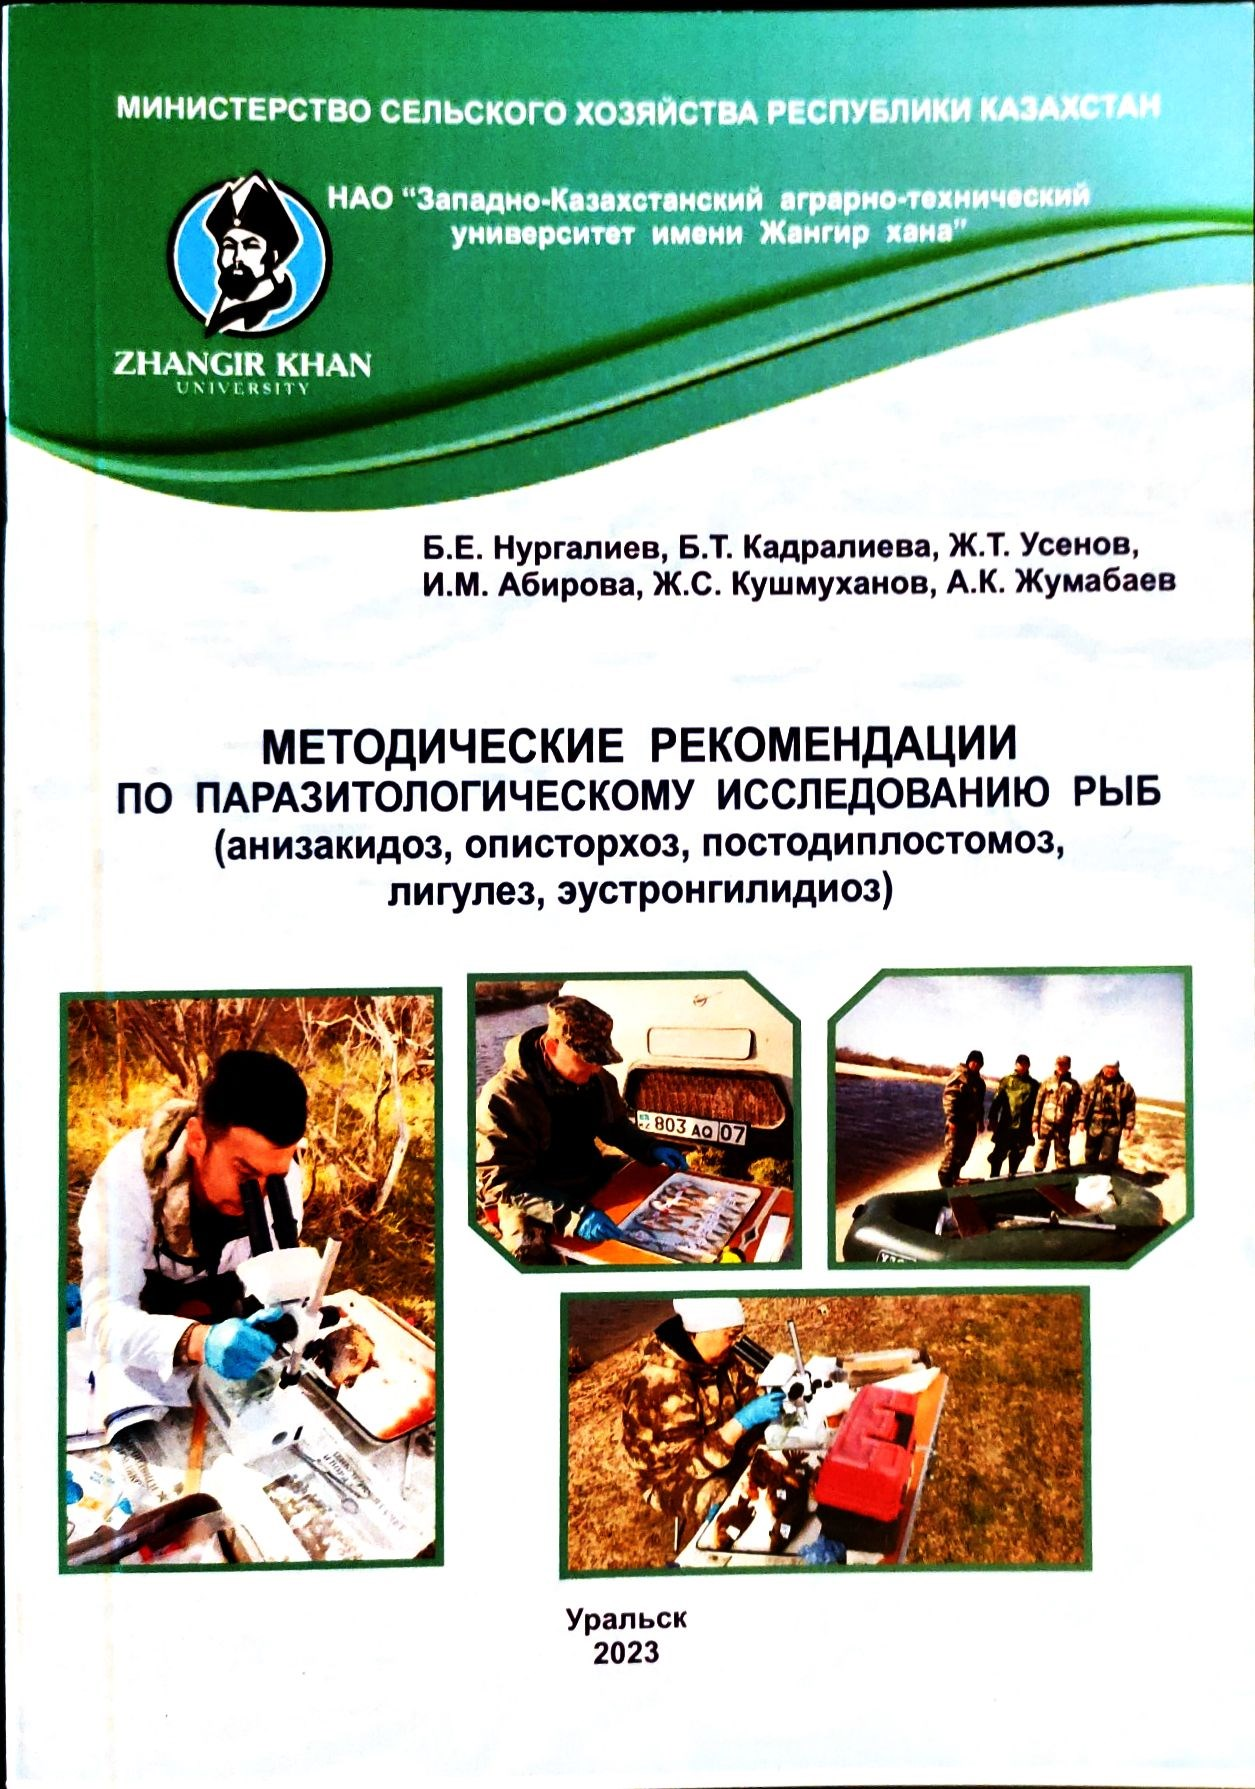 МИНИСТЕРСТВО СЕЛЬСКОГО ХОЗЯЙСТВА РЕСПУБЛИКИ КАЗАХСТАН
НАО "Западно-Казахстанский аграрно-технический
университет имени Жангир хана"
ZHANGIR KHAN
UNIVERSITY
Б.Е. Нургалиев, Б.Т. Кадралиева, Ж.Т. Усенов,
И.М. Абирова, Ж.С. Кушмуханов, А.К. Жумабаев
МЕТОДИЧЕСКИЕ РЕКОМЕНДАЦИИ
ПО ПАРАЗИТОЛОГИЧЕСКОМУ ИССЛЕДОВАНИЮ РЫБ
(анизакидоз, описторхоз, постодиплостомоз,
лигулез, эустронгилидиоз)
803 AQ 07
Уральск
2023